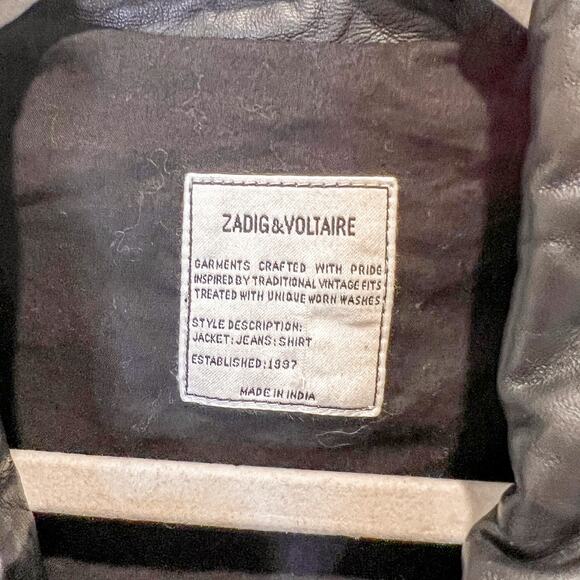 ZADIG&VOLTAIRE
GARMENTS CRAFTED WITH PRIDE
INSPIRED BY TRADITIONAL VINTAGE FITS
TREATED WITH UNIQUE WORN WASHES
STYLE DESCRIPTION:
JACKET:JEANS:SHIRT
ESTABLISHED:1997
MADE IN INDIA